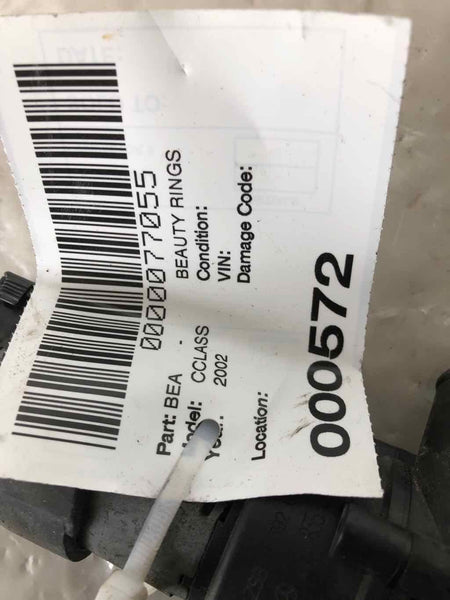 0000077055
Part: BEA - BEAUTY RINGS
Model: CCLASS Condition:
2002 VIN:
Damage Code:
Location:
000572